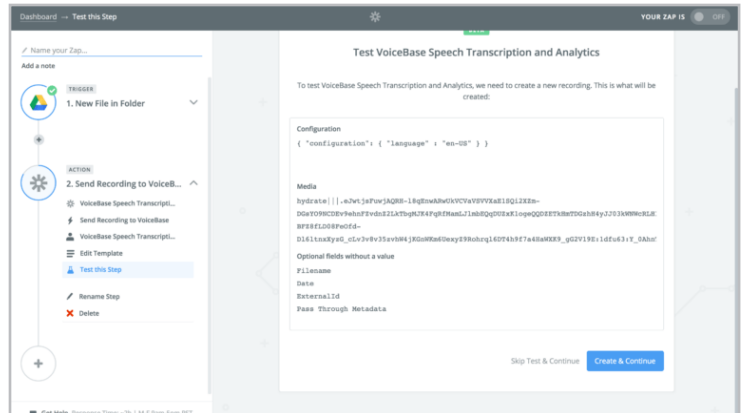 Dashboard → Test this Step
YOUR ZAP IS OFF
Name your Zap...
Add a note
TRIGGER
1. New File in Folder
ACTION
2. Send Recording to VoiceB...
VoiceBase Speech Transcripti...
Send Recording to VoiceBase
VoiceBase Speech Transcripti...
Edit Template
Test this Step
Rename Step
Delete
Test VoiceBase Speech Transcription and Analytics
To test VoiceBase Speech Transcription and Analytics, we need to create a new recording. This is what will be
created:
Configuration
{ "configuration": { "language" : "en-US" } }
Media
Optional fields without a value
Filename
Date
ExternalId
Pass Through Metadata
Skip Test & Continue
Create & Continue